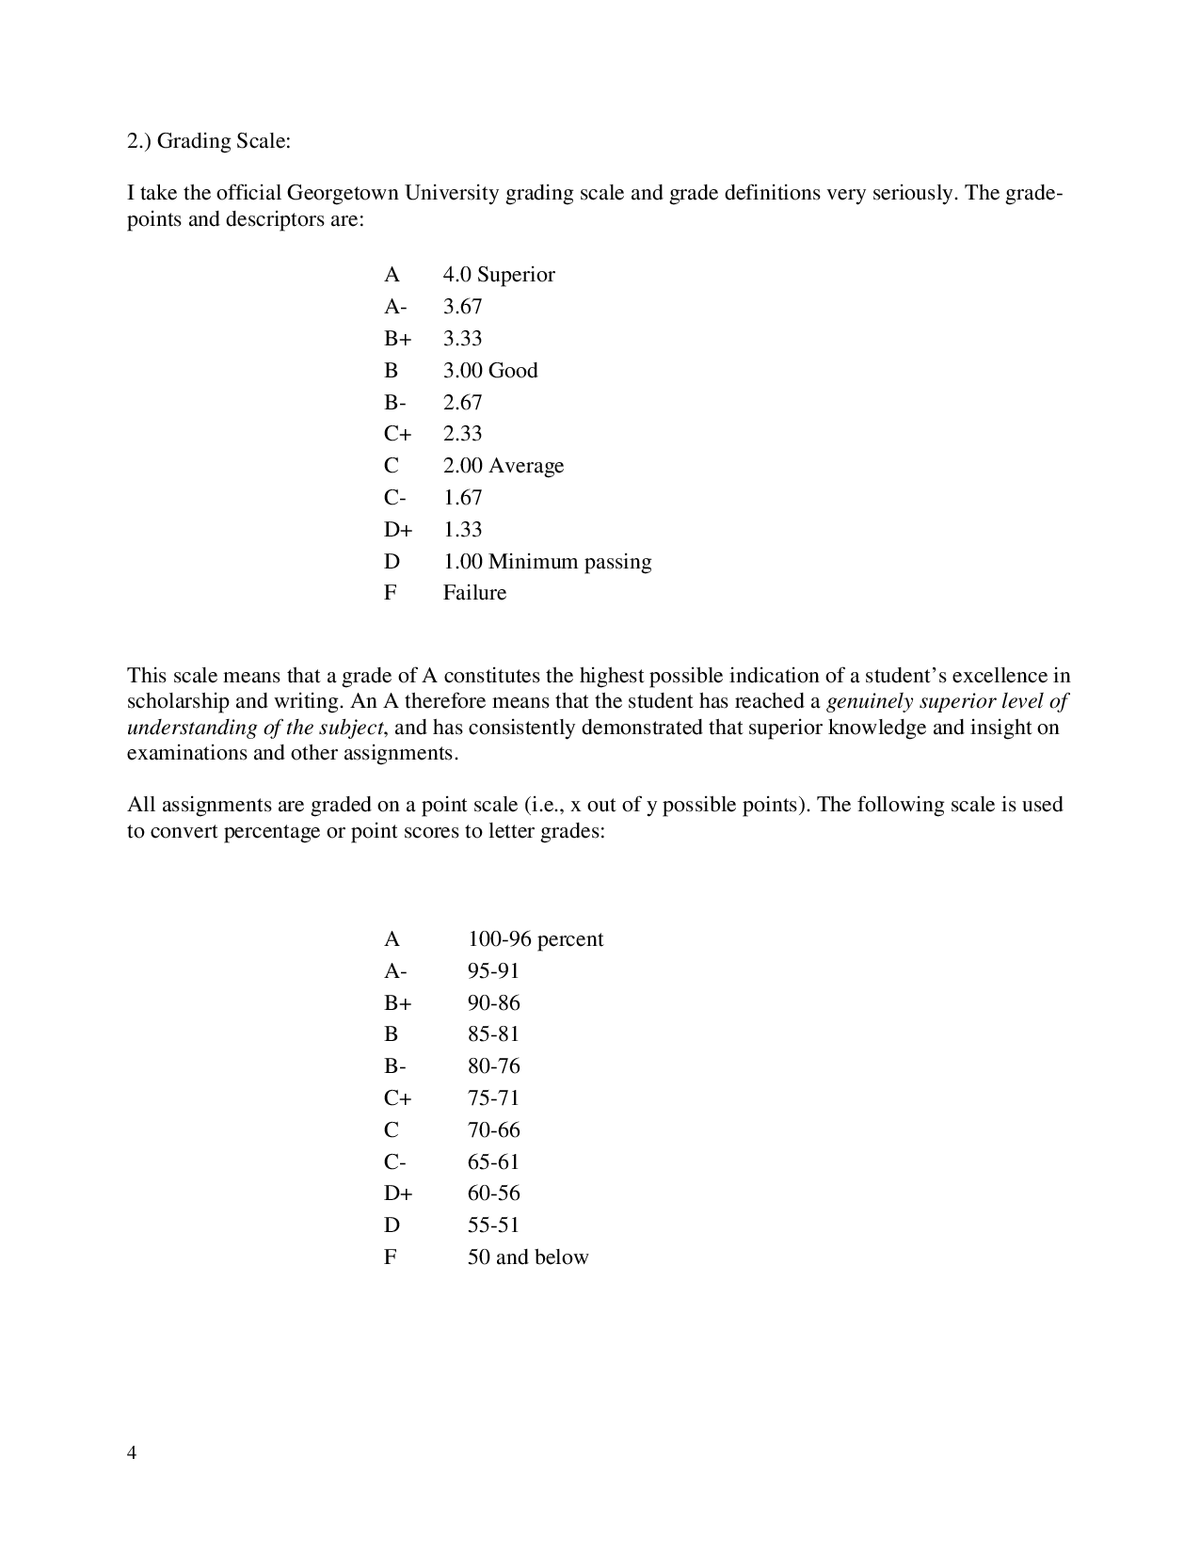 2.) Grading Scale:
I take the official Georgetown University grading scale and grade definitions very seriously. The grade-
points and descriptors are:
A 4.0 Superior
A- 3.67
B+ 3.33
B 3.00 Good
B- 2.67
C+ 2.33
C 2.00 Average
C- 1.67
D+ 1.33
D 1.00 Minimum passing
F Failure
This scale means that a grade of A constitutes the highest possible indication of a student’s excellence in
scholarship and writing. An A therefore means that the student has reached a genuinely superior level of
understanding of the subject, and has consistently demonstrated that superior knowledge and insight on
examinations and other assignments.
All assignments are graded on a point scale (i.e., x out of y possible points). The following scale is used
to convert percentage or point scores to letter grades:
A 100-96 percent
A- 95-91
B+ 90-86
B 85-81
B- 80-76
C+ 75-71
C 70-66
C- 65-61
D+ 60-56
D 55-51
F 50 and below
4